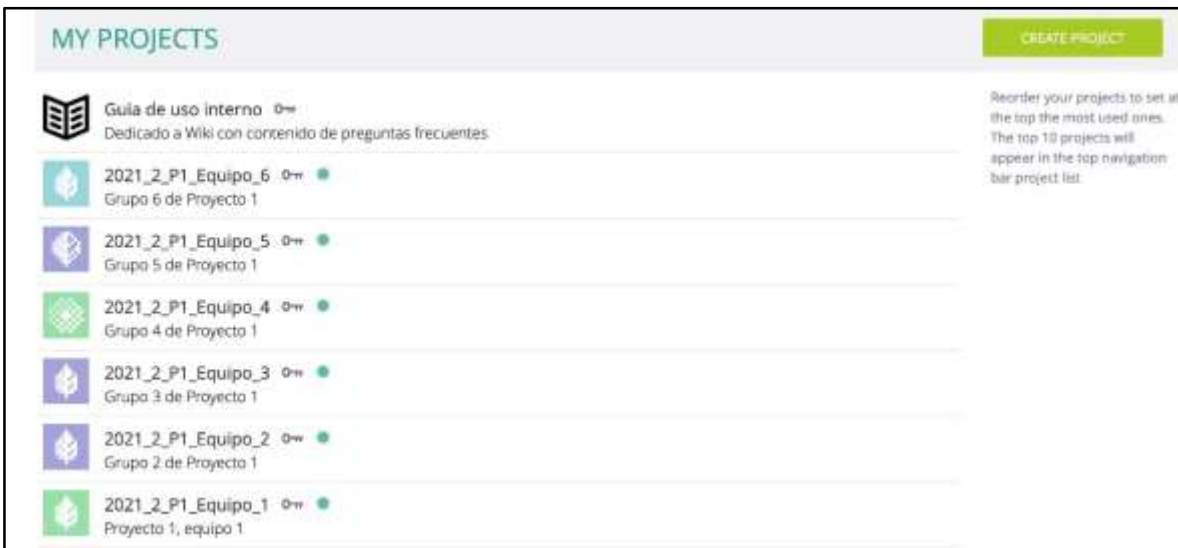 MY PROJECTS
CREATE PROJECT
Guia de uso interno
Dedicado a Wiki con contenido de preguntas frecuentes
2021_2_P1_Equipo_6
Grupo 6 de Proyecto 1
2021_2_P1_Equipo_5
Grupo 5 de Proyecto 1
2021_2_P1_Equipo_4
Grupo 4 de Proyecto 1
2021_2_P1_Equipo_3
Grupo 3 de Proyecto 1
2021_2_P1_Equipo_2
Grupo 2 de Proyecto 1
2021_2_P1_Equipo_1
Proyecto 1, equipo 1
Reorder your projects to set at
the top the most used ones.
The top 10 projects will
appear in the top navigation
bar project list